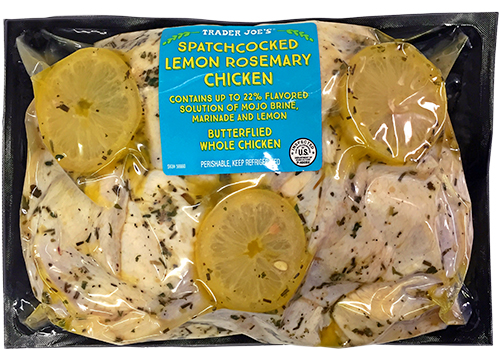 TRADER JOE'S
SPATCHCOCKED
LEMON ROSEMARY
CHICKEN
CONTAINS UP TO 22% FLAVORED
SOLUTION OF MOJO BRINE,
MARINADE AND LEMON
BUTTERFLIED
WHOLE CHICKEN
PERISHABLE, KEEP REFRIGERATED
U.S.